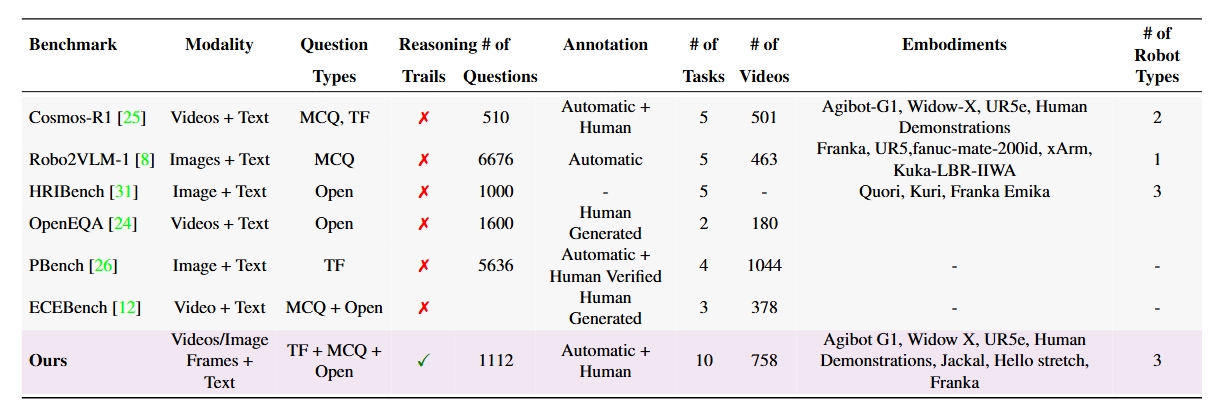 Benchmark Modality Question Types Reasoning Trails # of Questions Annotation # of Tasks # of Videos Embodiments # of Robot Types
Cosmos-R1 [25] Videos + Text MCQ, TF ✗ 510 Automatic + Human 5 501 Agibot-G1, Widow-X, UR5e, Human Demonstrations 2
Robo2VLM-1 [8] Images + Text MCQ ✗ 6676 Automatic 5 463 Franka, UR5,fanuc-mate-200id, xArm, Kuka-LBR-IIWA 1
HRIBench [31] Image + Text Open ✗ 1000 - 5 - Quori, Kuri, Franka Emika 3
OpenEQA [24] Videos + Text Open ✗ 1600 Human Generated 2 180
PBench [26] Image + Text TF ✗ 5636 Automatic + Human Verified 4 1044 - -
ECEBench [12] Video + Text MCQ + Open ✗ Human Generated 3 378 - -
Ours Videos/Image Frames + Text TF + MCQ + Open ✓ 1112 Automatic + Human 10 758 Agibot G1, Widow X, UR5e, Human Demonstrations, Jackal, Hello stretch, Franka 3